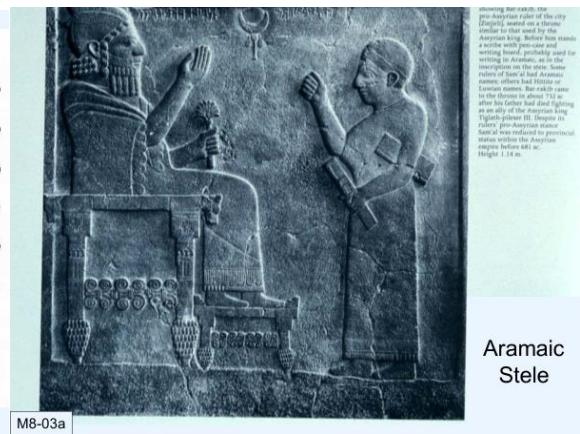 showing Bar-rakib, the
pro-Assyrian ruler of the city
(Zinjirli), seated on a throne
similar to that used by the
Assyrian king. Before him stands
a scribe with pen-case and
writing board, probably used for
writing in Aramaic, as in the
inscription on the stele. Some
rulers of Sam'al had Aramaic
names; others had Hittite or
Luwian names. Bar-rakib came
to the throne in about 732 BC
after his father had died fighting
as an ally of the Assyrian king
Tiglath-pileser III. Despite its
rulers' pro-Assyrian stance
Sam'al was reduced to provincial
status within the Assyrian
empire before 681 BC.
Height 1.14 m.
Aramaic
Stele
M8-03a